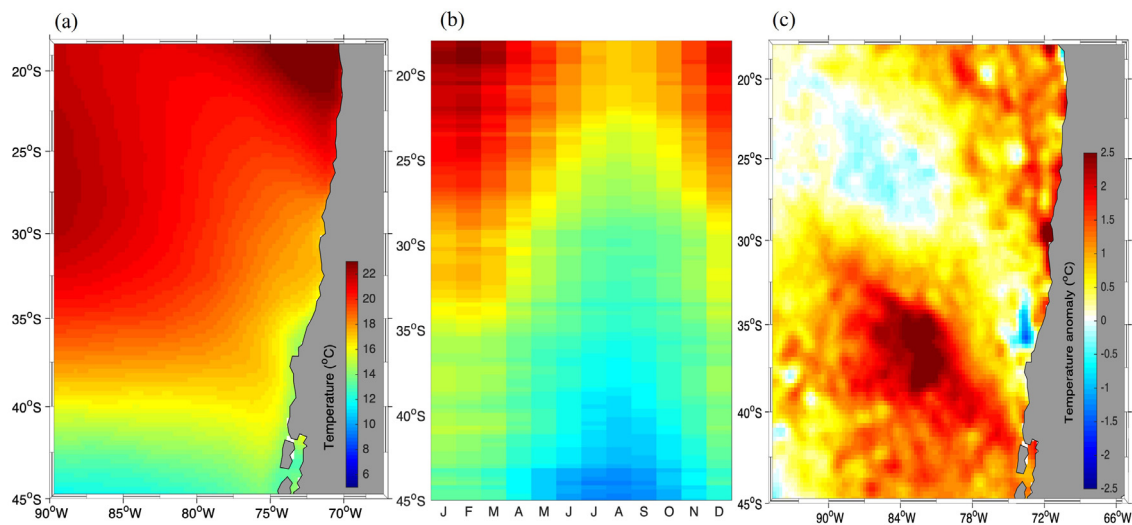 (a) (b) (c)
20°S 20°S 20°S
25°S 25°S 25°S
30°S 30°S 30°S
35°S 35°S 35°S
40°S 40°S 40°S
45°S 45°S 45°S
22
20
18
16
14
12
10
8
6
Temperature (°C)
2.5
2
1.5
1
0.5
0
-0.5
-1
-1.5
-2
-2.5
Temperature anomaly (°C)
90°W 85°W 80°W 75°W 70°W
J F M A M J J A S O N D
90°W 84°W 78°W 72°W 66°W